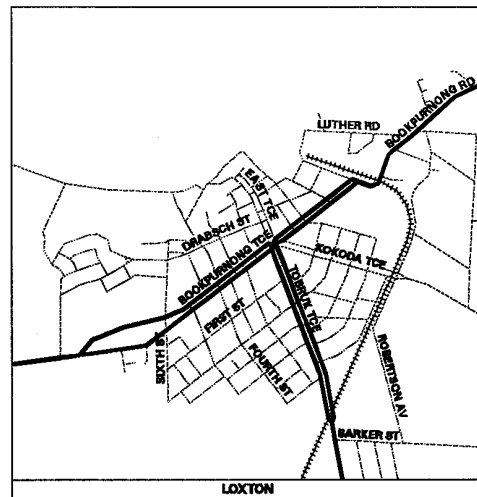 BOOKPURNONG RD
LUTHER RD
EAST TCE
DRABSCH ST
BOOKPURNONG TCE
KOKODA TCE
TOBRUK TCE
FIRST ST
SIXTH ST
FOURTH ST
ROBERTSON AV
BARKER ST
LOXTON